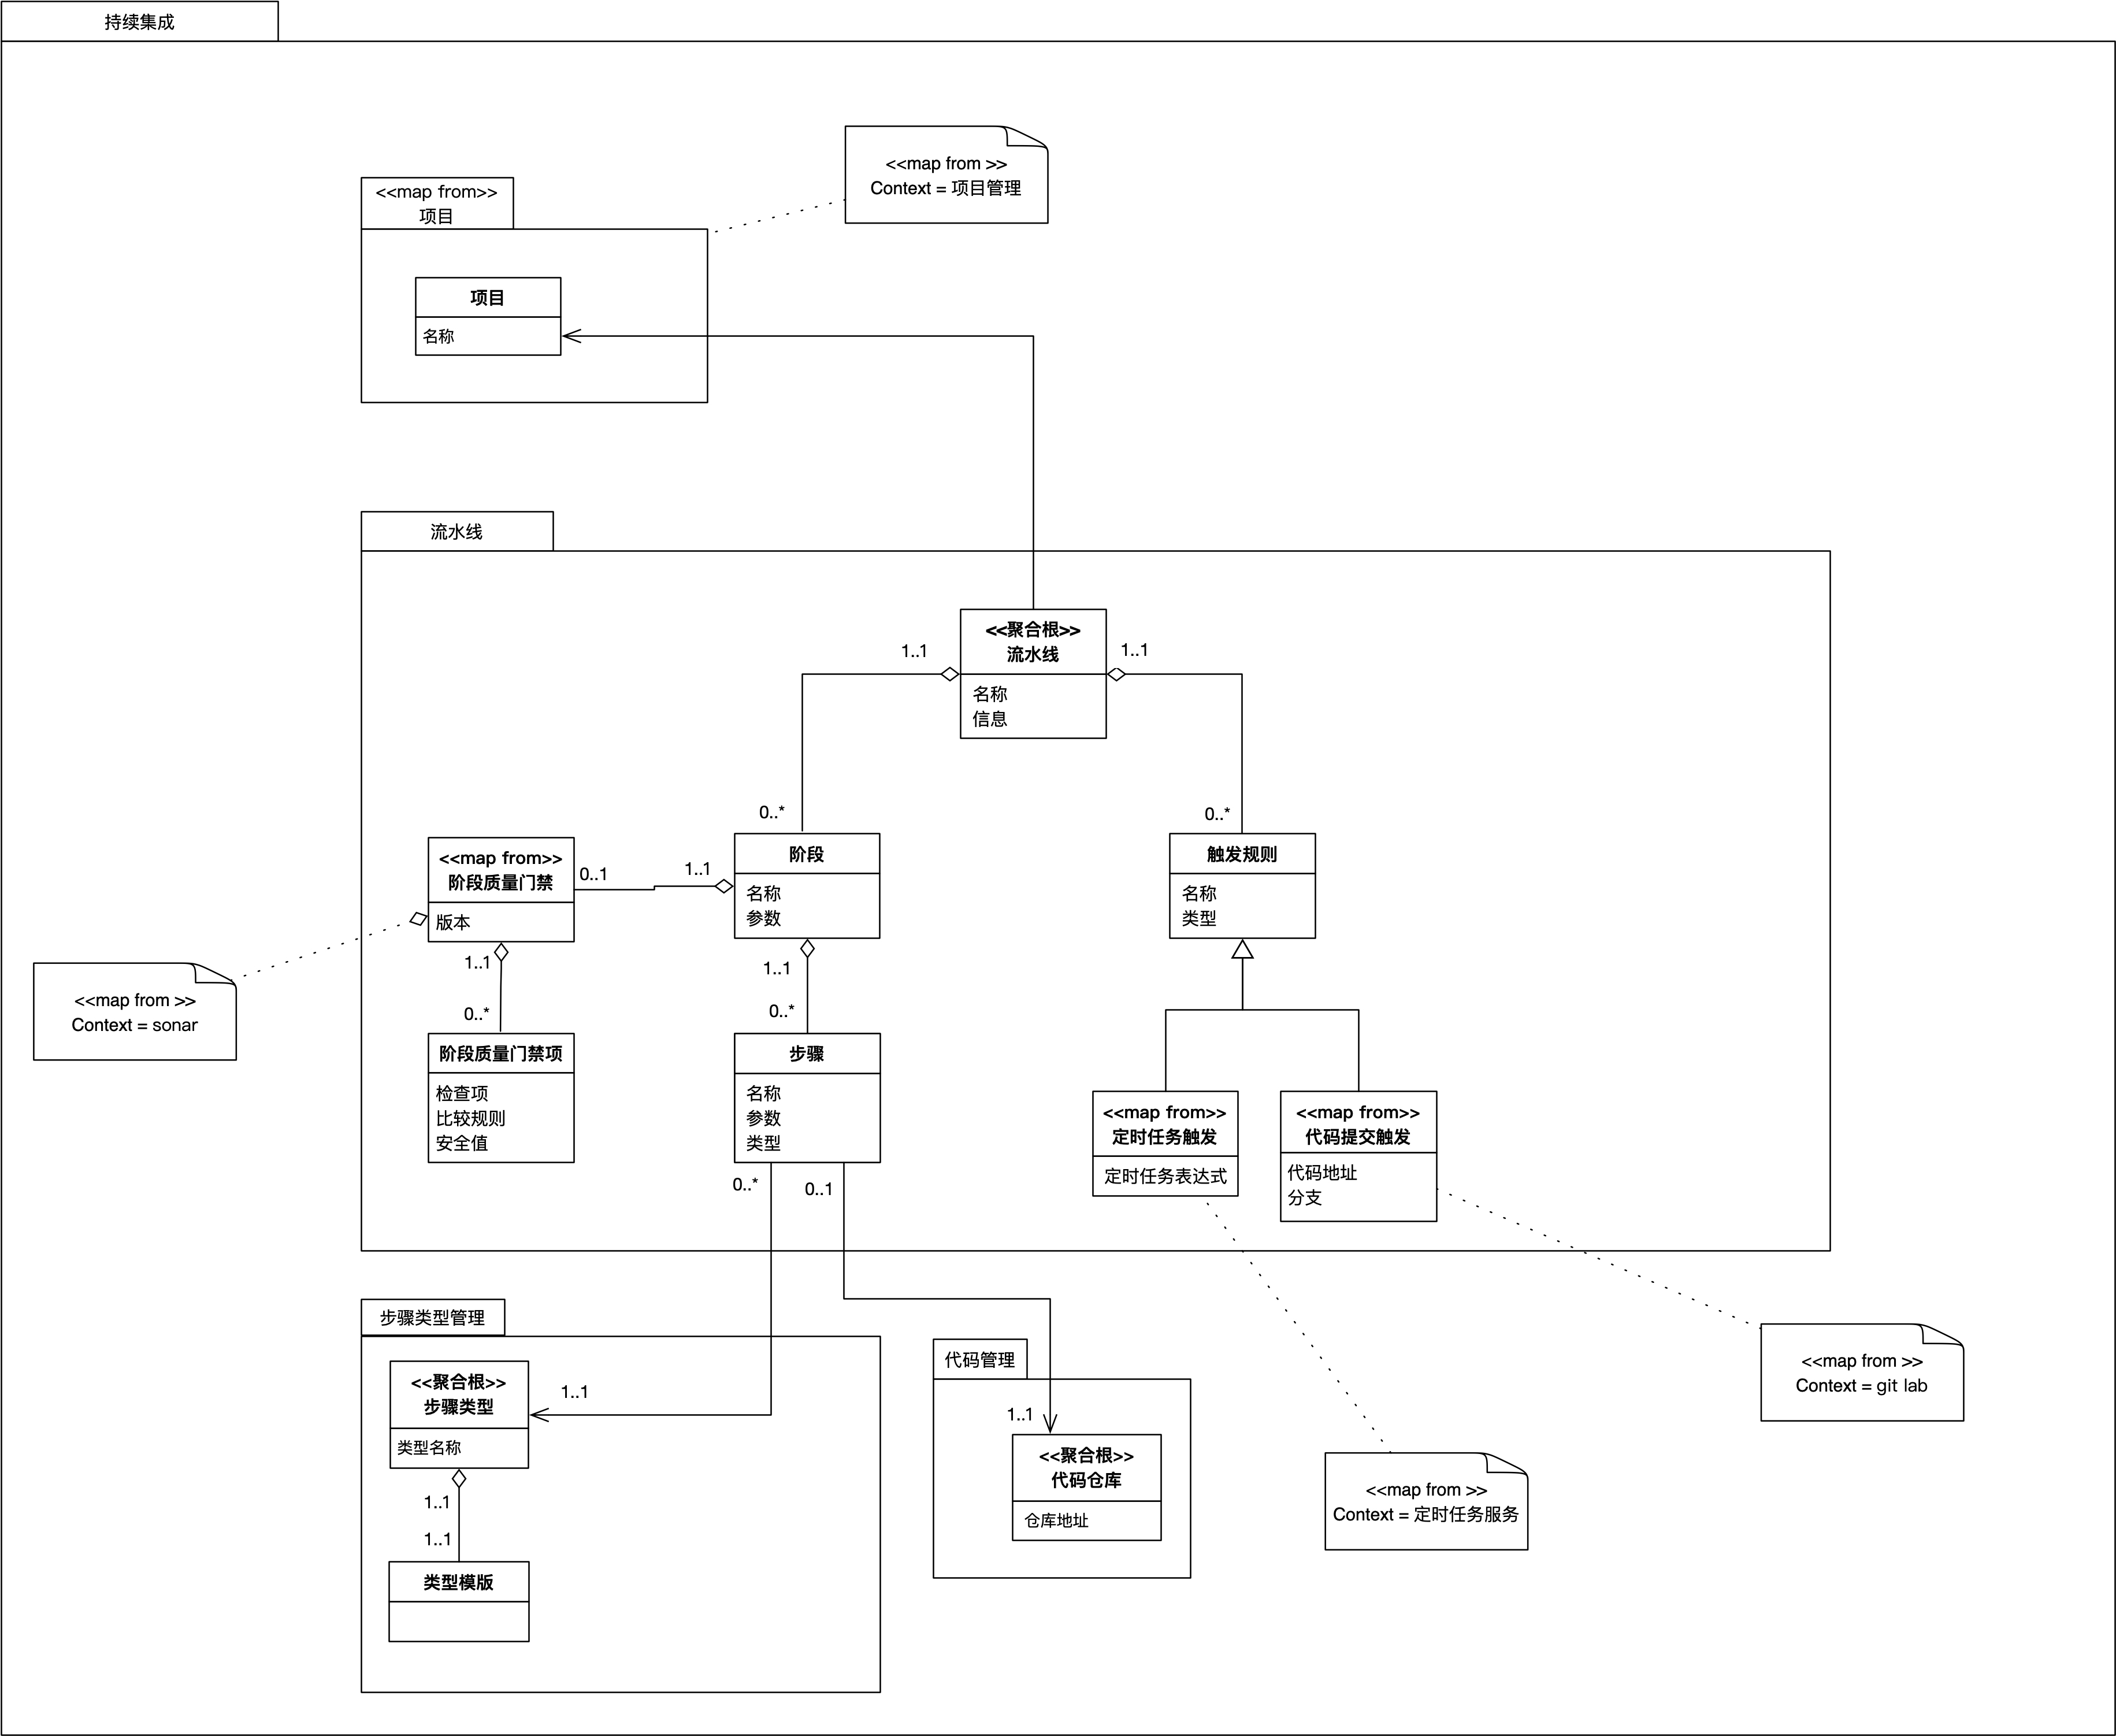 持续集成
<<map from >>
Context = 项目管理
<<map from>>
项目
项目
名称
流水线
<<聚合根>>
流水线
名称
信息
1..1
1..1
0..*
0..*
<<map from>>
阶段质量门禁
版本
0..1
1..1
阶段
名称
参数
触发规则
名称
类型
1..1
0..*
1..1
0..*
<<map from >>
Context = sonar
阶段质量门禁项
检查项
比较规则
安全值
步骤
名称
参数
类型
<<map from>>
定时任务触发
定时任务表达式
<<map from>>
代码提交触发
代码地址
分支
0..*
0..1
步骤类型管理
<<聚合根>>
步骤类型
类型名称
1..1
1..1
1..1
类型模版
代码管理
1..1
<<聚合根>>
代码仓库
仓库地址
<<map from >>
Context = git lab
<<map from >>
Context = 定时任务服务